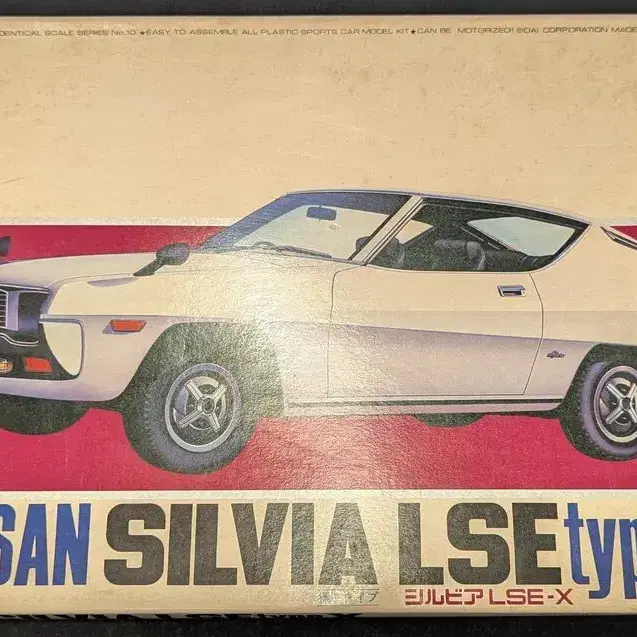 IDENTICAL SCALE SERIES No.10 ★EASY TO ASSEMBLE ALL PLASTIC SPORTS CAR MODEL KIT★CAN BE MOTORIZED! EIDAI CORPORATION MADE
SAN SILVIA LSE typ
シルビア LSE-X